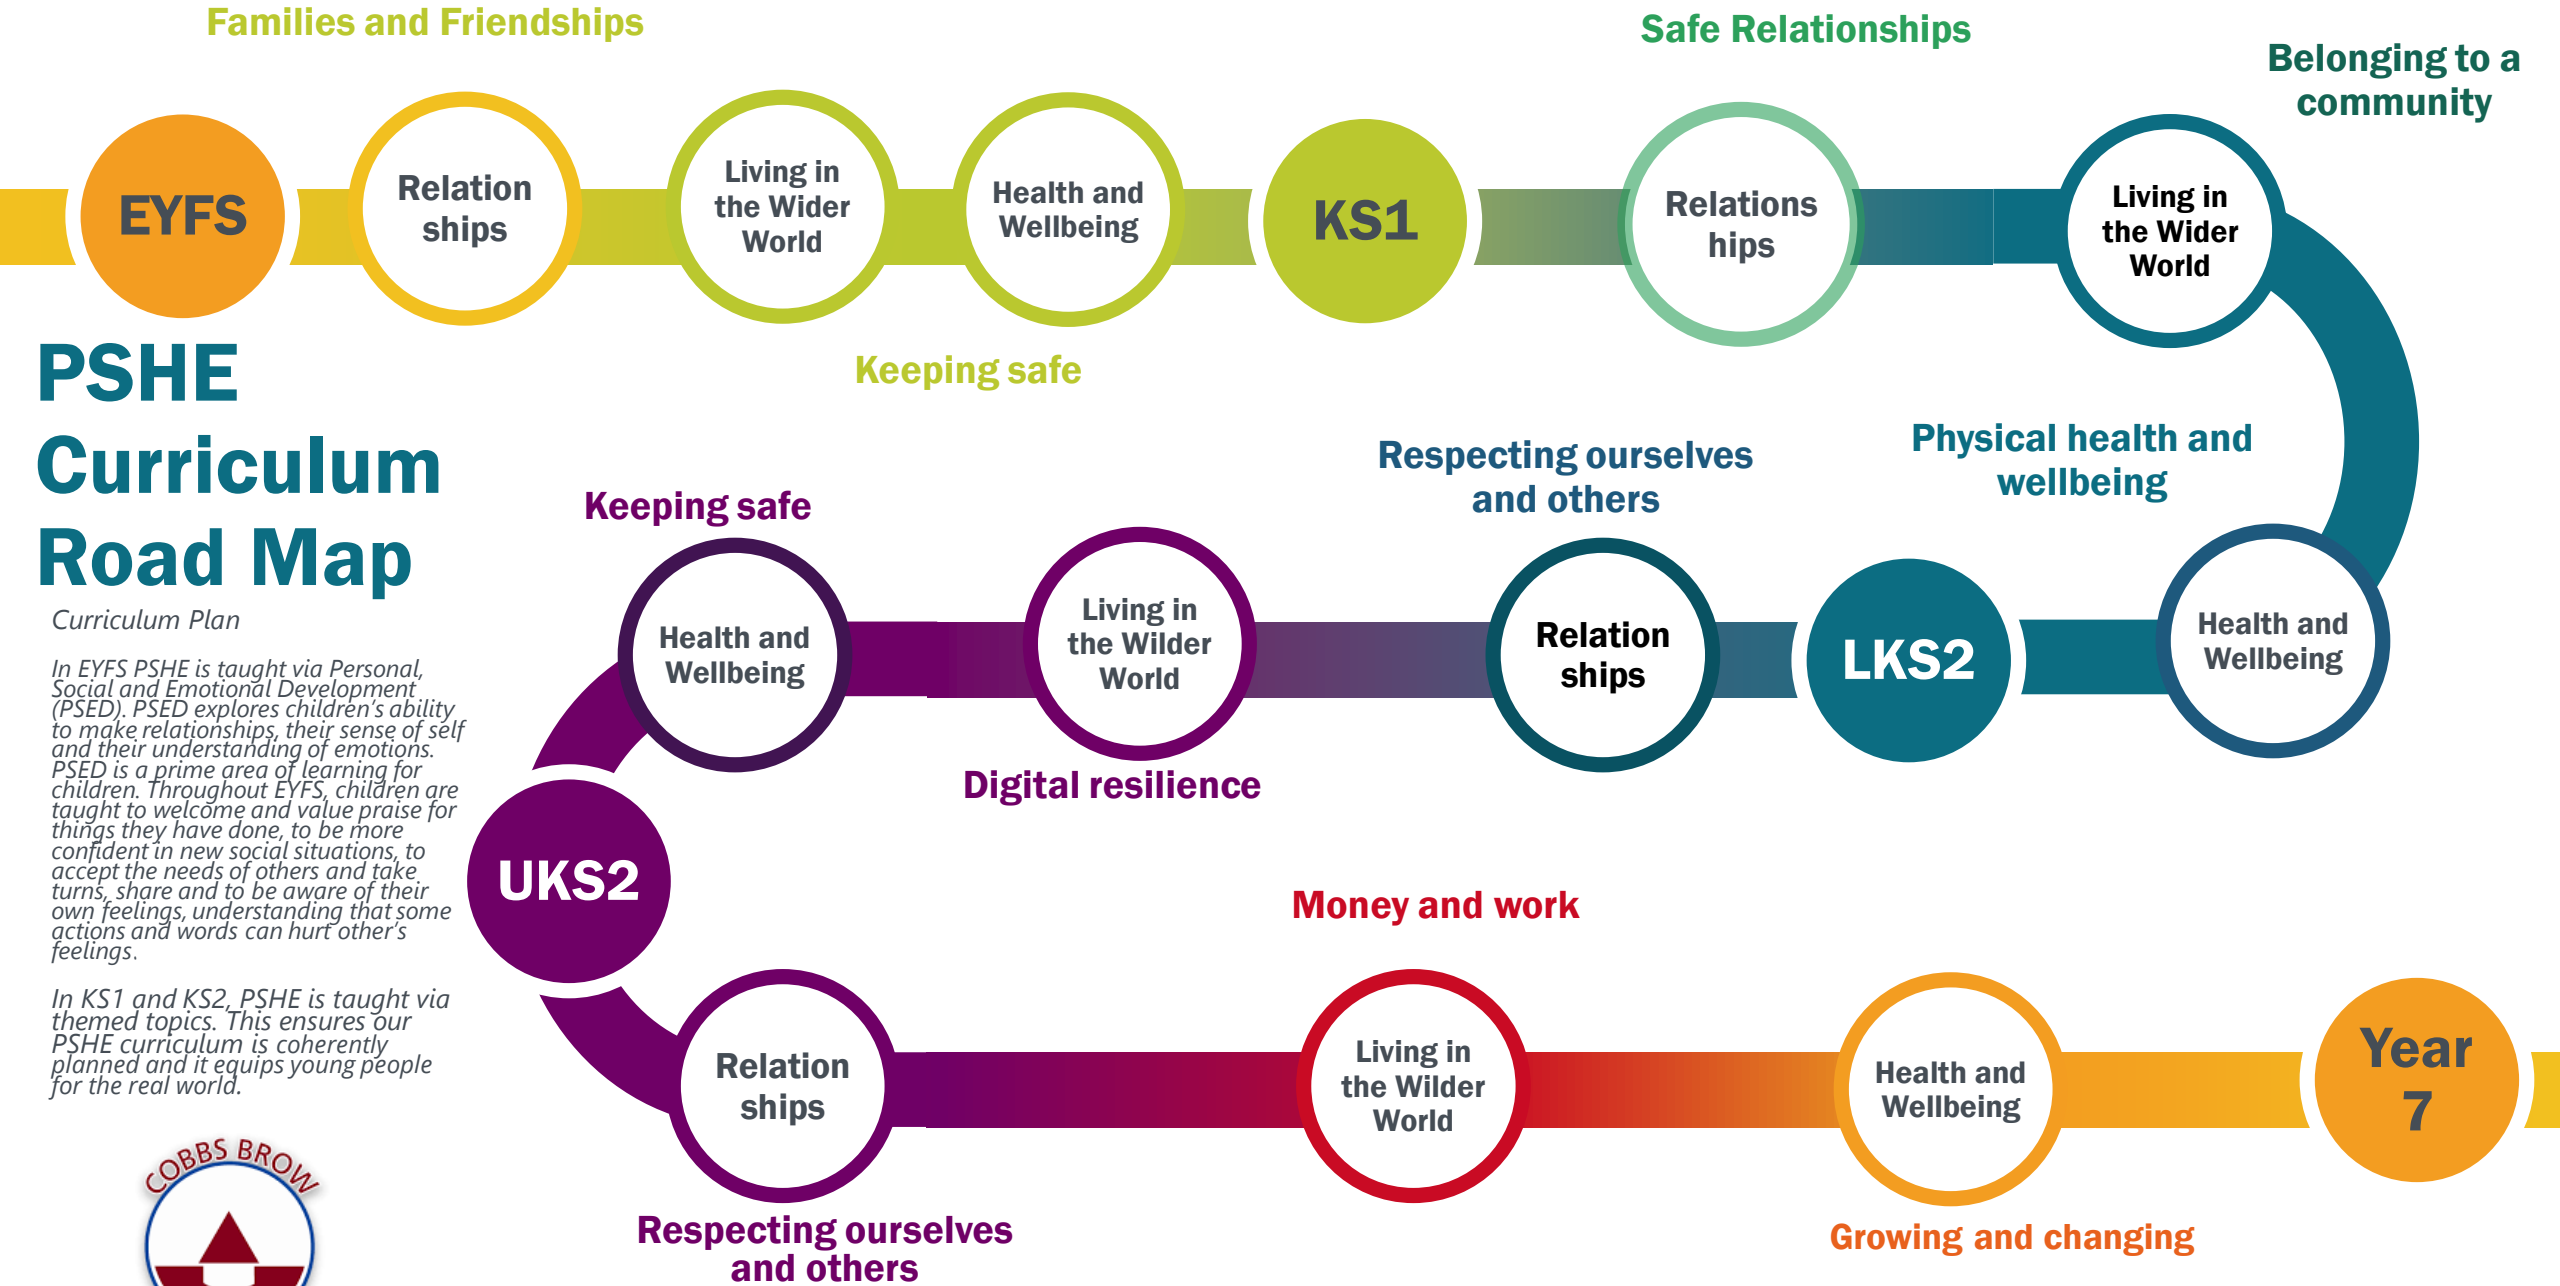 Families and Friendships
Safe Relationships
Belonging to a
community
EYFS
Relation
ships
Living in
the Wider
World
Health and
Wellbeing
KS1
Relations
hips
Living in
the Wider
World
Keeping safe
PSHE
Curriculum
Road Map
Curriculum Plan
In EYFS PSHE is taught via Personal,
Social and Emotional Development
(PSED). PSED explores children's ability
to make relationships, their sense of self
and their understanding of emotions.
PSED is a prime area of learning for
children. Throughout EYFS, children are
taught to welcome and value praise for
things they have done, to be more
confident in new social situations, to
accept the needs of others and take
turns, share and to be aware of their
own feelings, understanding that some
actions and words can hurt other's
feelings.
In KS1 and KS2, PSHE is taught via
themed topics. This ensures our
PSHE curriculum is coherently
planned and it equips young people
for the real world.
COBBS BROW
Physical health and
wellbeing
Health and
Wellbeing
LKS2
Respecting ourselves
and others
Relation
ships
Living in
the Wilder
World
Digital resilience
Keeping safe
Health and
Wellbeing
UKS2
Relation
ships
Respecting ourselves
and others
Money and work
Living in
the Wilder
World
Health and
Wellbeing
Growing and changing
Year
7